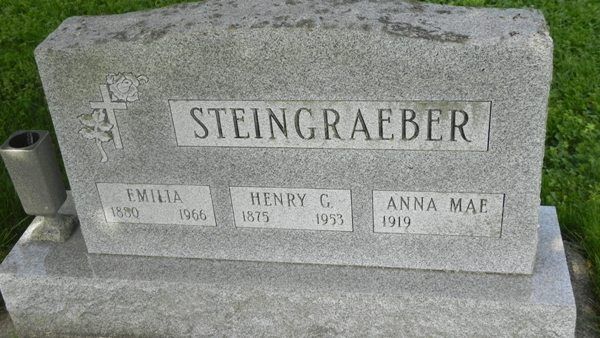 STEINGRAEBER
EMILIA
1880 1966
HENRY G.
1875 1953
ANNA MAE
1919